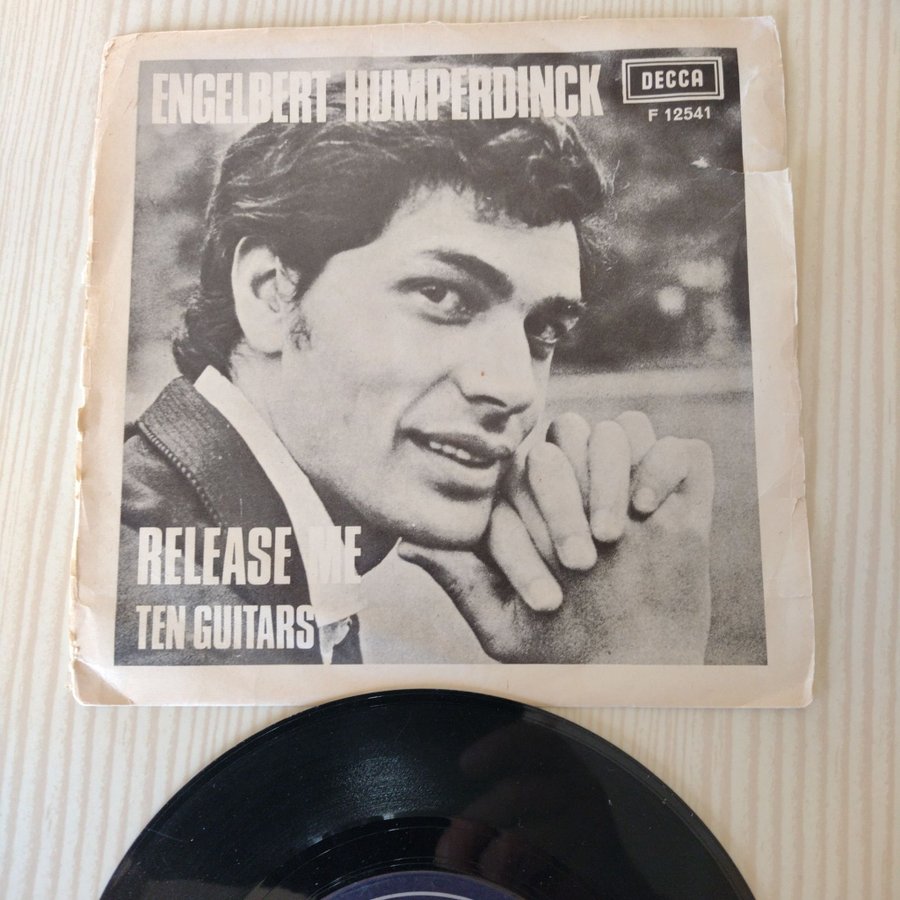 ENGELBERT HUMPERDINCK
DECCA
F 12541
RELEASE ME
TEN GUITARS